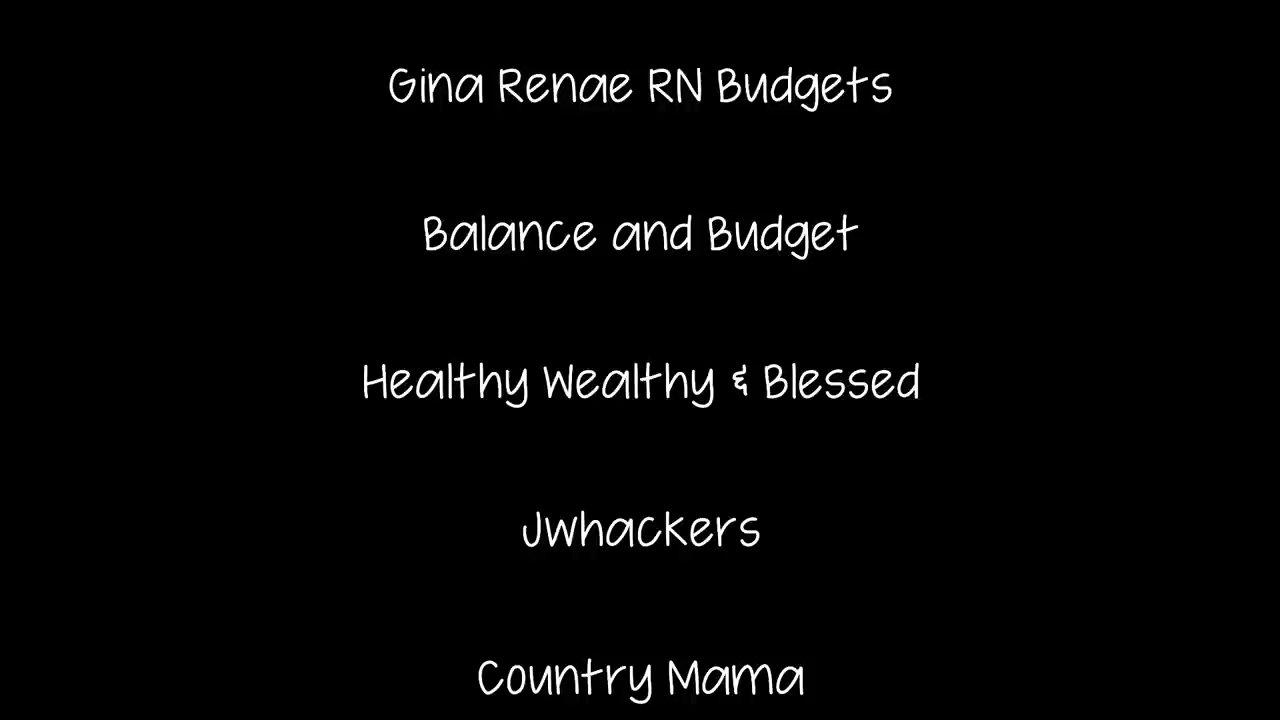 Gina Renae RN Budgets
Balance and Budget
Healthy Wealthy & Blessed
Jwhackers
Country Mama